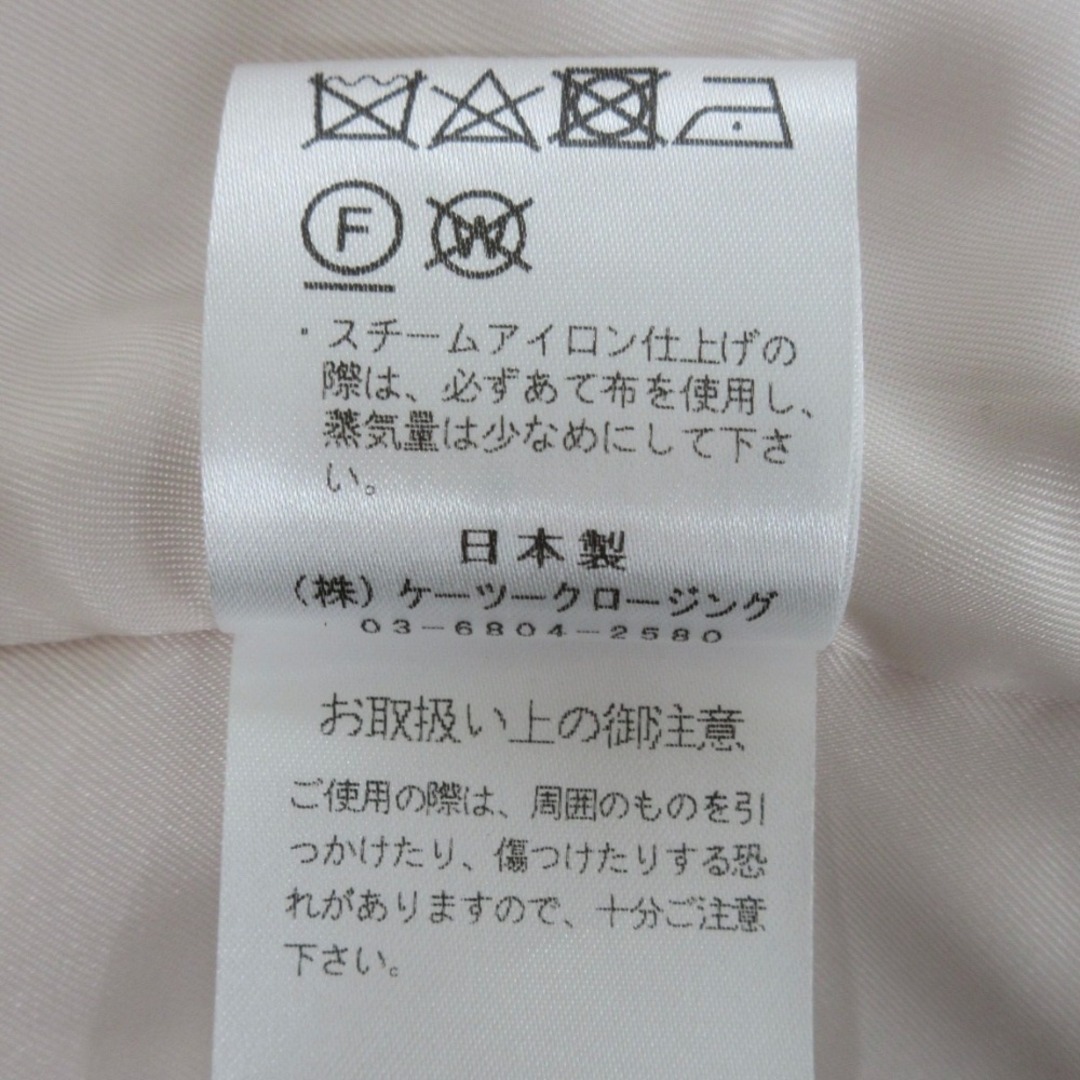 F W
・スチームアイロン仕上げの
際は、必ずあて布を使用し、
蒸気量は少なめにして下さ
い。
日本製
（株）ケーツークロージング
03-6804-2580
お取扱い上の御注意
ご使用の際は、周囲のものを引
つかけたり、傷つけたりする恐
れがありますので、十分ご注意
下さい。